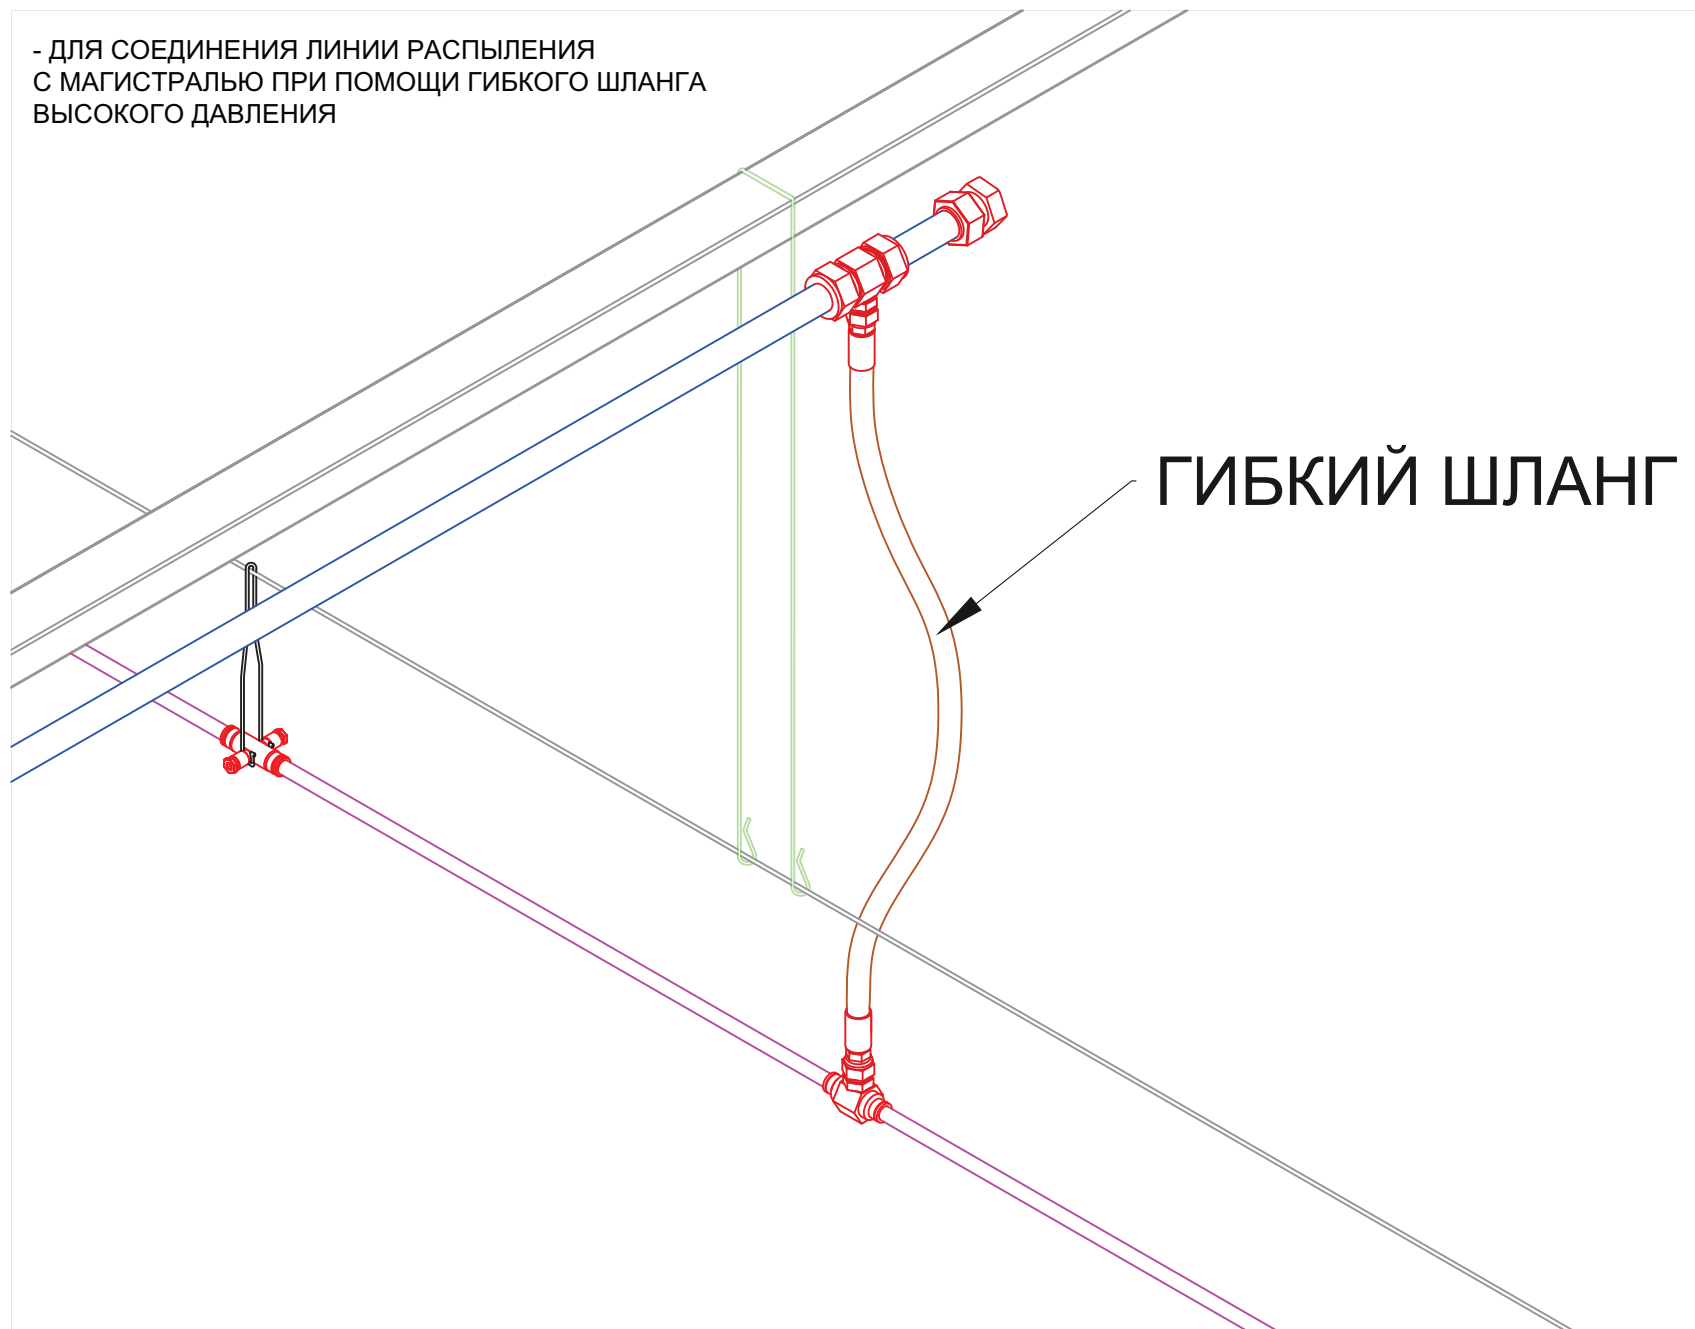 - ДЛЯ СОЕДИНЕНИЯ ЛИНИИ РАСПЫЛЕНИЯ
С МАГИСТРАЛЬЮ ПРИ ПОМОЩИ ГИБКОГО ШЛАНГА
ВЫСОКОГО ДАВЛЕНИЯ
ГИБКИЙ ШЛАНГ